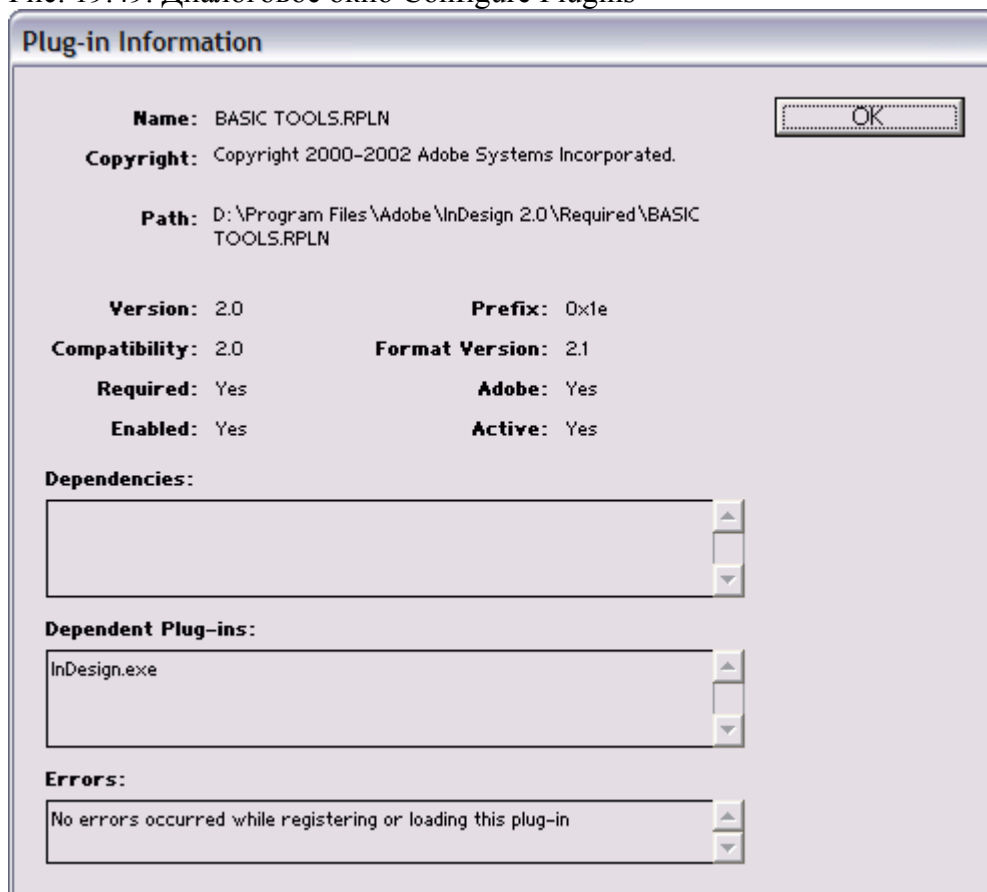 Рис. 19.49. Диалоговое окно Configure Plugins
Plug-in Information
Name: BASIC TOOLS.RPLN
OK
Copyright: Copyright 2000-2002 Adobe Systems Incorporated.
Path: D:\Program Files\Adobe\InDesign 2.0\Required\BASIC
TOOLS.RPLN
Version: 2.0 Prefix: 0x1e
Compatibility: 2.0 Format Version: 2.1
Required: Yes Adobe: Yes
Enabled: Yes Active: Yes
Dependencies:
Dependent Plug-ins:
InDesign.exe
Errors:
No errors occurred while registering or loading this plug-in